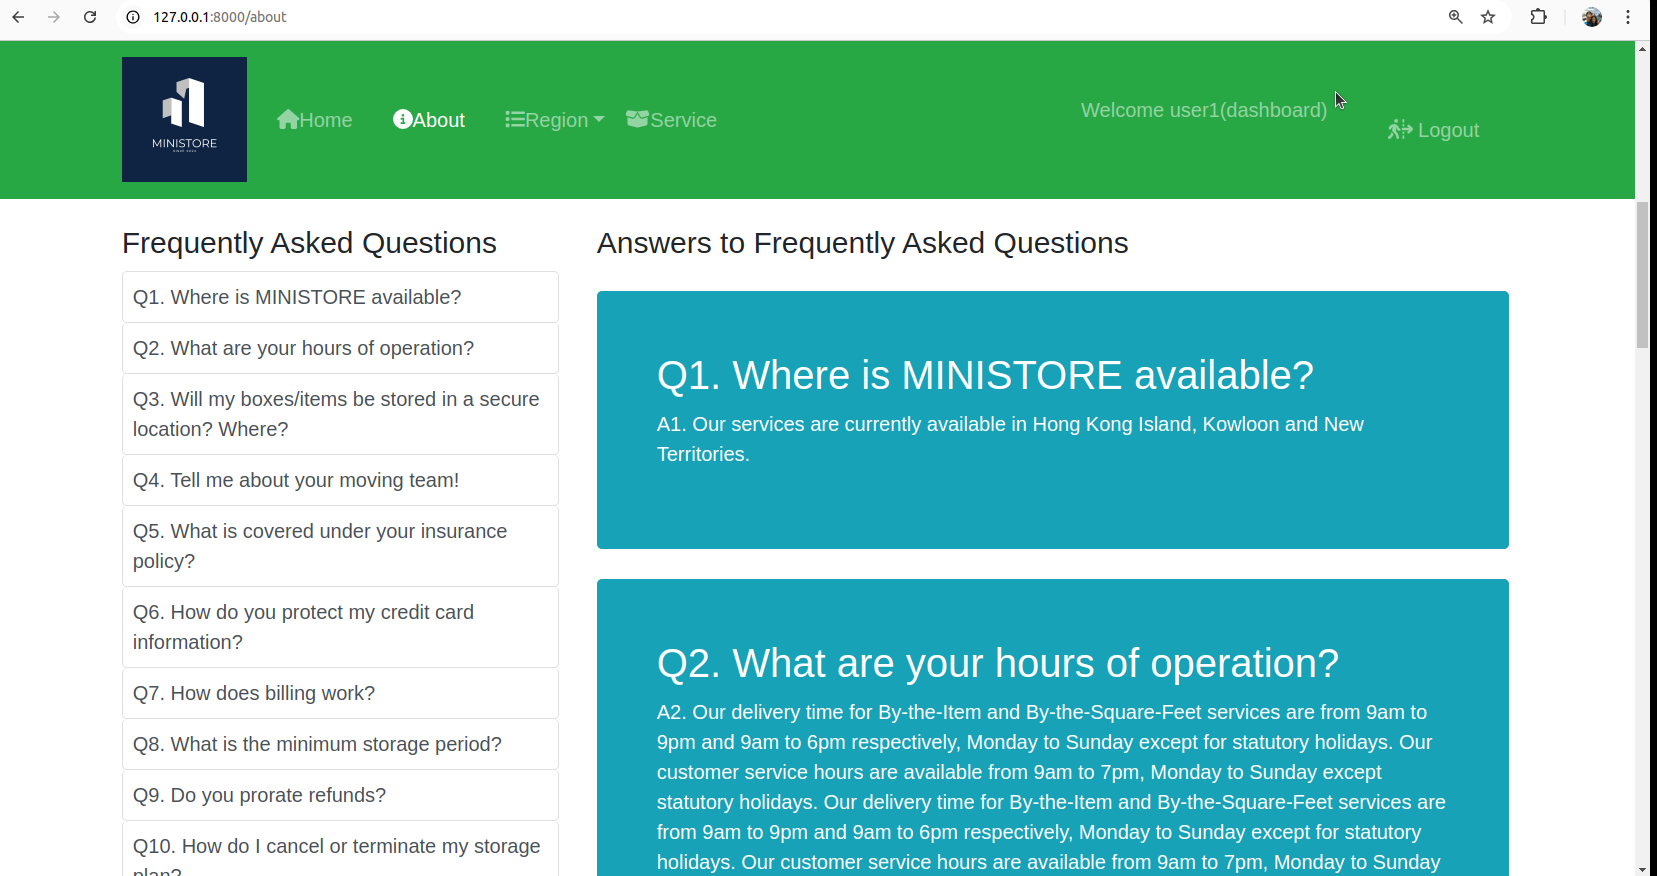 127.0.0.1:8000/about
MINISTORE
Home
About
Region
Service
Welcome user1(dashboard)
Logout
Frequently Asked Questions
Q1. Where is MINISTORE available?
Q2. What are your hours of operation?
Q3. Will my boxes/items be stored in a secure
location? Where?
Q4. Tell me about your moving team!
Q5. What is covered under your insurance
policy?
Q6. How do you protect my credit card
information?
Q7. How does billing work?
Q8. What is the minimum storage period?
Q9. Do you prorate refunds?
Q10. How do I cancel or terminate my storage
plan?
Answers to Frequently Asked Questions
Q1. Where is MINISTORE available?
A1. Our services are currently available in Hong Kong Island, Kowloon and New
Territories.
Q2. What are your hours of operation?
A2. Our delivery time for By-the-Item and By-the-Square-Feet services are from 9am to
9pm and 9am to 6pm respectively, Monday to Sunday except for statutory holidays. Our
customer service hours are available from 9am to 7pm, Monday to Sunday except
statutory holidays. Our delivery time for By-the-Item and By-the-Square-Feet services are
from 9am to 9pm and 9am to 6pm respectively, Monday to Sunday except for statutory
holidays. Our customer service hours are available from 9am to 7pm, Monday to Sunday